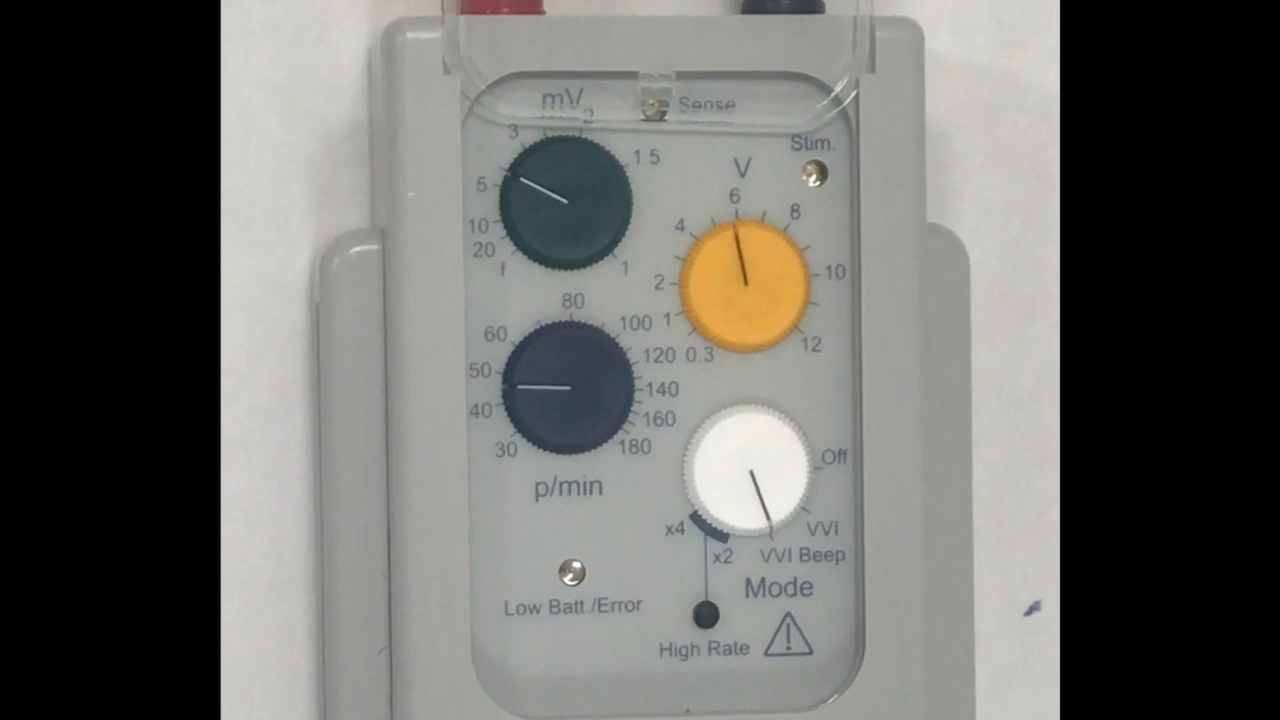 mV
Sense
2
3
1.5
5
10
20
f
1
Stim.
V
6
4
8
2
10
1
0.3
12
80
60
100
50
120
140
40
160
30
180
p/min
Off
VVI
x4
VVI Beep
x2
Mode
Low Batt./Error
High Rate
!